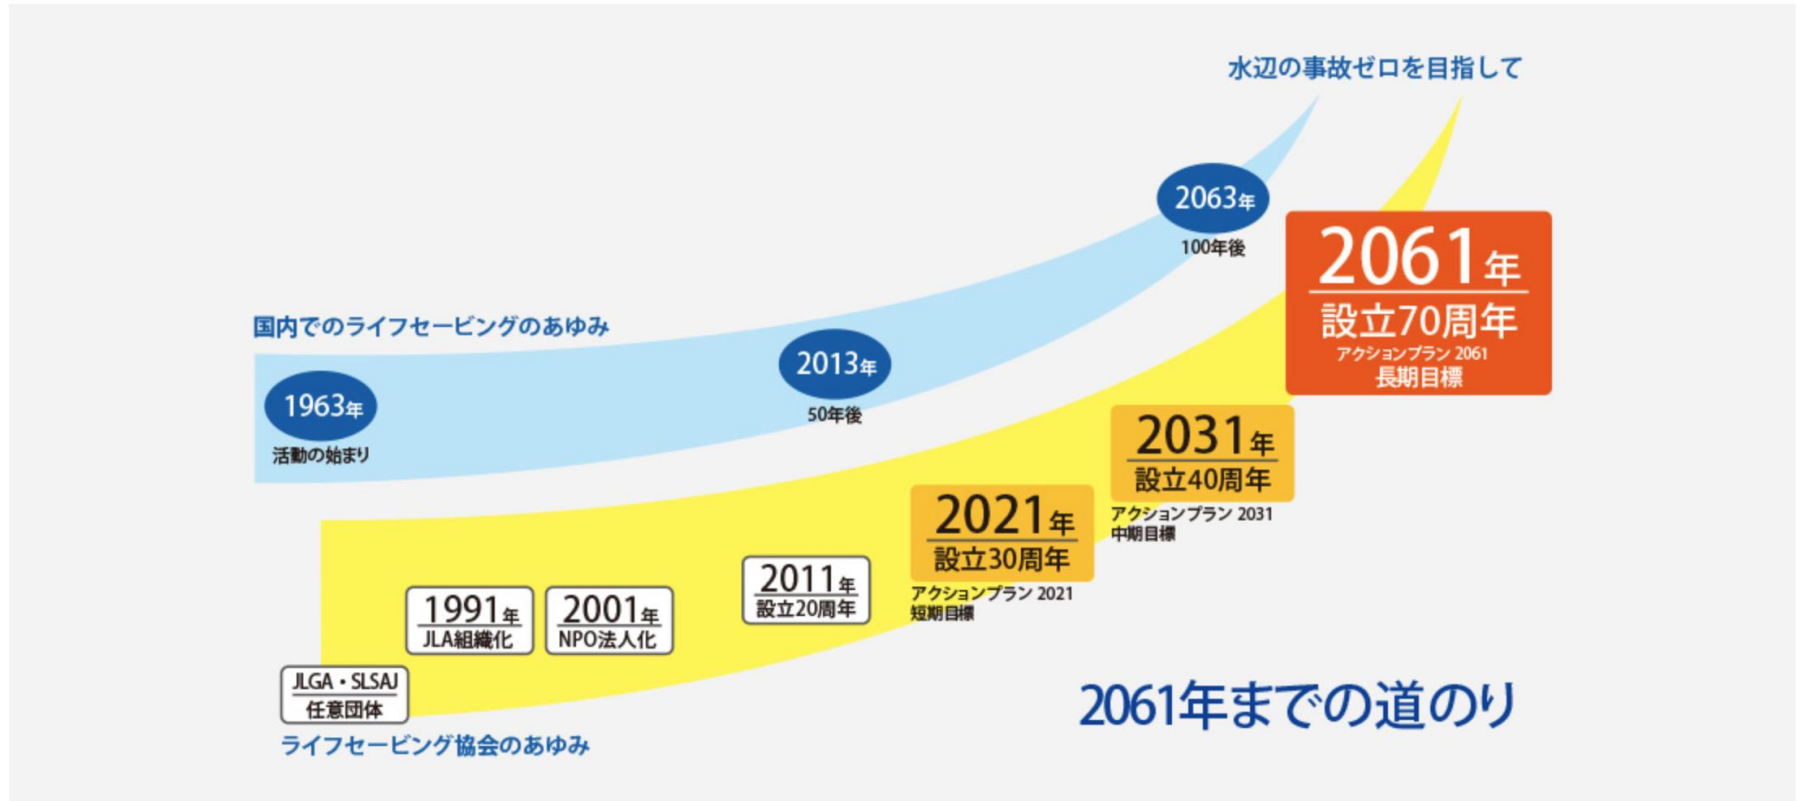 水辺の事故ゼロを目指して
2063年
100年後
2061年
設立70周年
アクションプラン 2061
長期目標
国内でのライフセービングのあゆみ
2013年
50年後
1963年
活動の始まり
2031年
設立40周年
アクションプラン 2031
中期目標
2021年
設立30周年
アクションプラン 2021
短期目標
2011年
設立20周年
1991年
JLA組織化
2001年
NPO法人化
JLGA・SLSAJ
任意団体
ライフセービング協会のあゆみ
2061年までの道のり